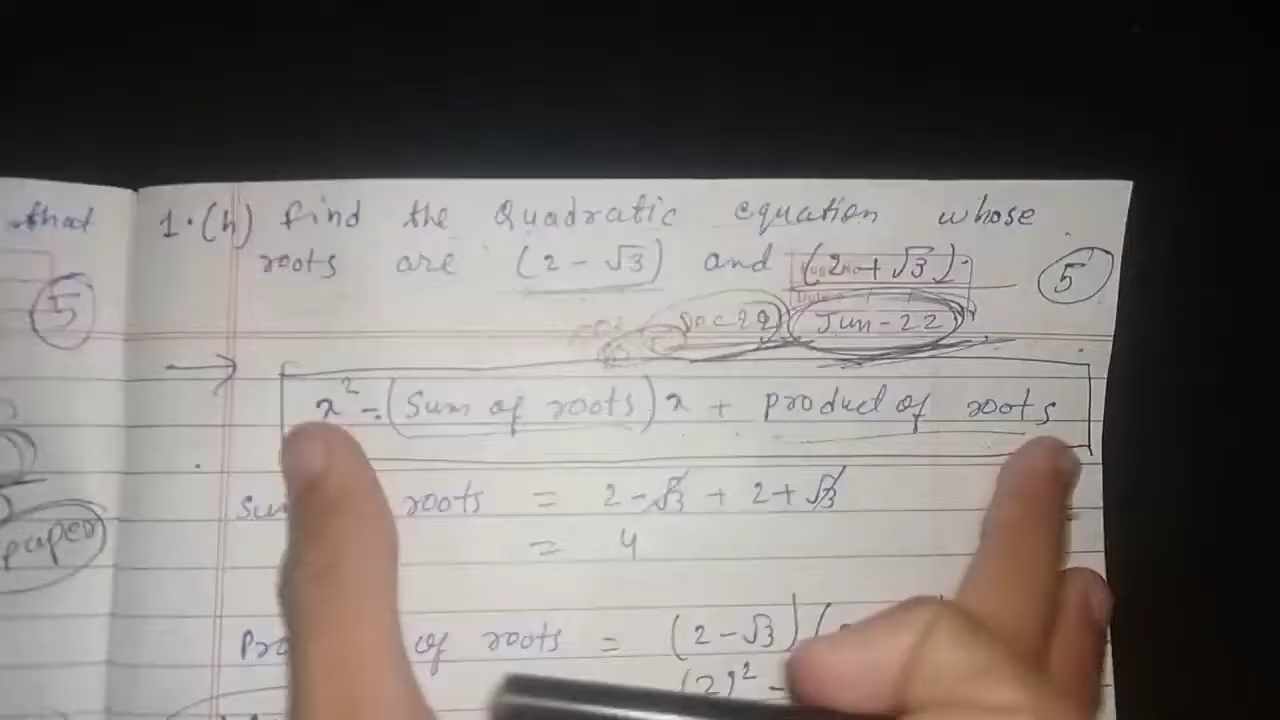 that
5
paper
1.(h) find the Quadratic equation whose
roots are (2 - √3) and (2 + √3).
5
Dec-22 Jun-22
→ x² - (Sum of roots) x + product of roots
roots = 2 - √3 + 2 + √3
= 4
of roots = (2 - √3) (
(2)² -